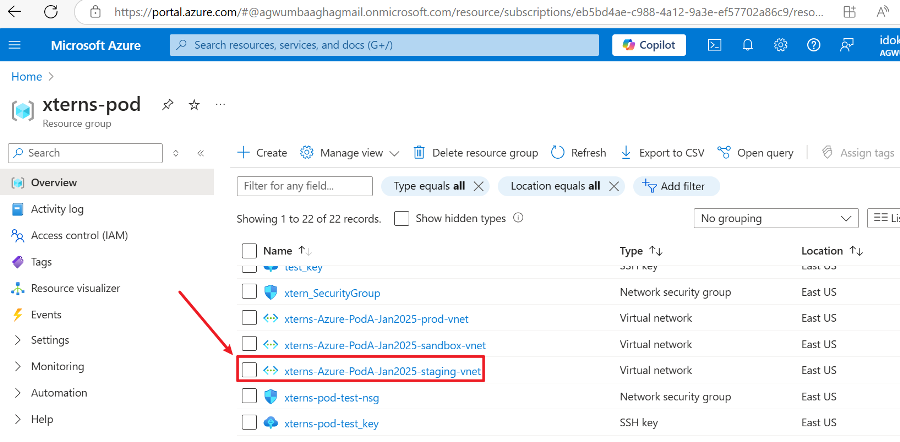 https://portal.azure.com/#@agwumbaaghagmail.onmicrosoft.com/resource/subscriptions/eb5bd4ae-c988-4a12-9a3e-ef57702a86c9/reso...
Microsoft Azure
Search resources, services, and docs (G+/)
Copilot
idok
AGWU
Home >
xterns-pod
Resource group
Search
Create
Manage view
Delete resource group
Refresh
Export to CSV
Open query
Assign tags
Overview
Activity log
Access control (IAM)
Tags
Resource visualizer
Events
Settings
Monitoring
Automation
Help
Filter for any field...
Type equals all
Location equals all
Add filter
Showing 1 to 22 of 22 records.
Show hidden types
No grouping
Lis
Name
Type
Location
test_key
SSH key
East US
xtern_SecurityGroup
Network security group
East US
xterns-Azure-PodA-Jan2025-prod-vnet
Virtual network
East US
xterns-Azure-PodA-Jan2025-sandbox-vnet
Virtual network
East US
xterns-Azure-PodA-Jan2025-staging-vnet
Virtual network
East US
xterns-pod-test-nsg
Network security group
East US
xterns-pod-test_key
SSH key
East US